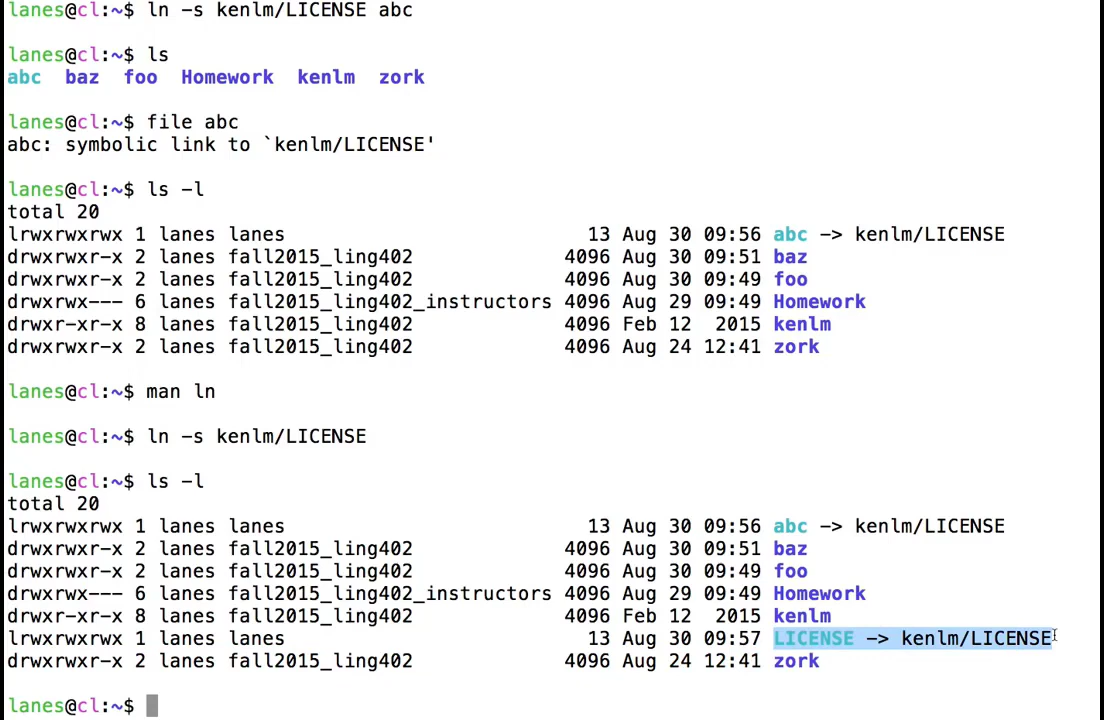 lanes@cl:~$ ln -s kenlm/LICENSE abc
lanes@cl:~$ ls
abc  baz  foo  Homework  kenlm  zork
lanes@cl:~$ file abc
abc: symbolic link to `kenlm/LICENSE'
lanes@cl:~$ ls -l
total 20
lrwxrwxrwx 1 lanes lanes                          13 Aug 30 09:56 abc -> kenlm/LICENSE
drwxrwxr-x 2 lanes fall2015_ling402             4096 Aug 30 09:51 baz
drwxrwxr-x 2 lanes fall2015_ling402             4096 Aug 30 09:49 foo
drwxrwx--- 6 lanes fall2015_ling402_instructors 4096 Aug 29 09:49 Homework
drwxr-xr-x 8 lanes fall2015_ling402             4096 Feb 12  2015 kenlm
drwxrwxr-x 2 lanes fall2015_ling402             4096 Aug 24 12:41 zork
lanes@cl:~$ man ln
lanes@cl:~$ ln -s kenlm/LICENSE
lanes@cl:~$ ls -l
total 20
lrwxrwxrwx 1 lanes lanes                          13 Aug 30 09:56 abc -> kenlm/LICENSE
drwxrwxr-x 2 lanes fall2015_ling402             4096 Aug 30 09:51 baz
drwxrwxr-x 2 lanes fall2015_ling402             4096 Aug 30 09:49 foo
drwxrwx--- 6 lanes fall2015_ling402_instructors 4096 Aug 29 09:49 Homework
drwxr-xr-x 8 lanes fall2015_ling402             4096 Feb 12  2015 kenlm
lrwxrwxrwx 1 lanes lanes                          13 Aug 30 09:57 LICENSE -> kenlm/LICENSE
drwxrwxr-x 2 lanes fall2015_ling402             4096 Aug 24 12:41 zork
lanes@cl:~$